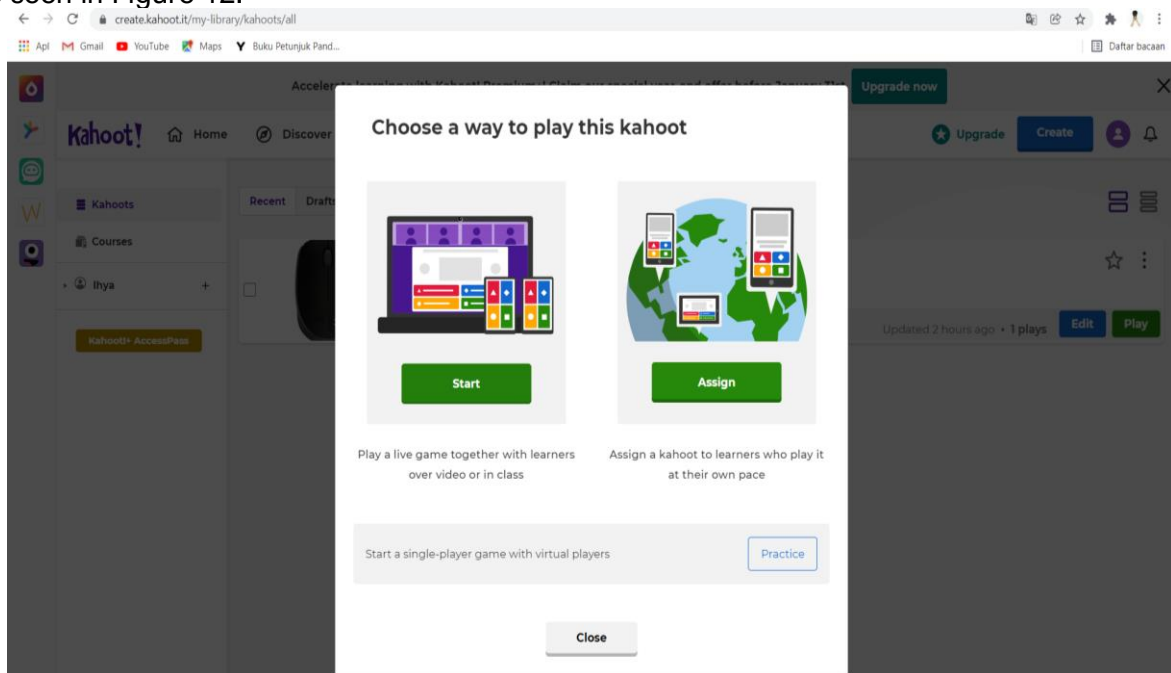 seen in Figure 12.
create.kahoot.it/my-library/kahoots/all
Apl Gmail YouTube Maps Buku Petunjuk Pand... Daftar bacaan
Upgrade now
Kahoot! Home Discover Upgrade Create
Choose a way to play this kahoot
Kahoots
Recent Drafts
Courses
Ihya
Updated 2 hours ago • 1 plays Edit Play
Kahoot!+ AccessPass
Start Assign
Play a live game together with learners
over video or in class
Assign a kahoot to learners who play it
at their own pace
Start a single-player game with virtual players Practice
Close